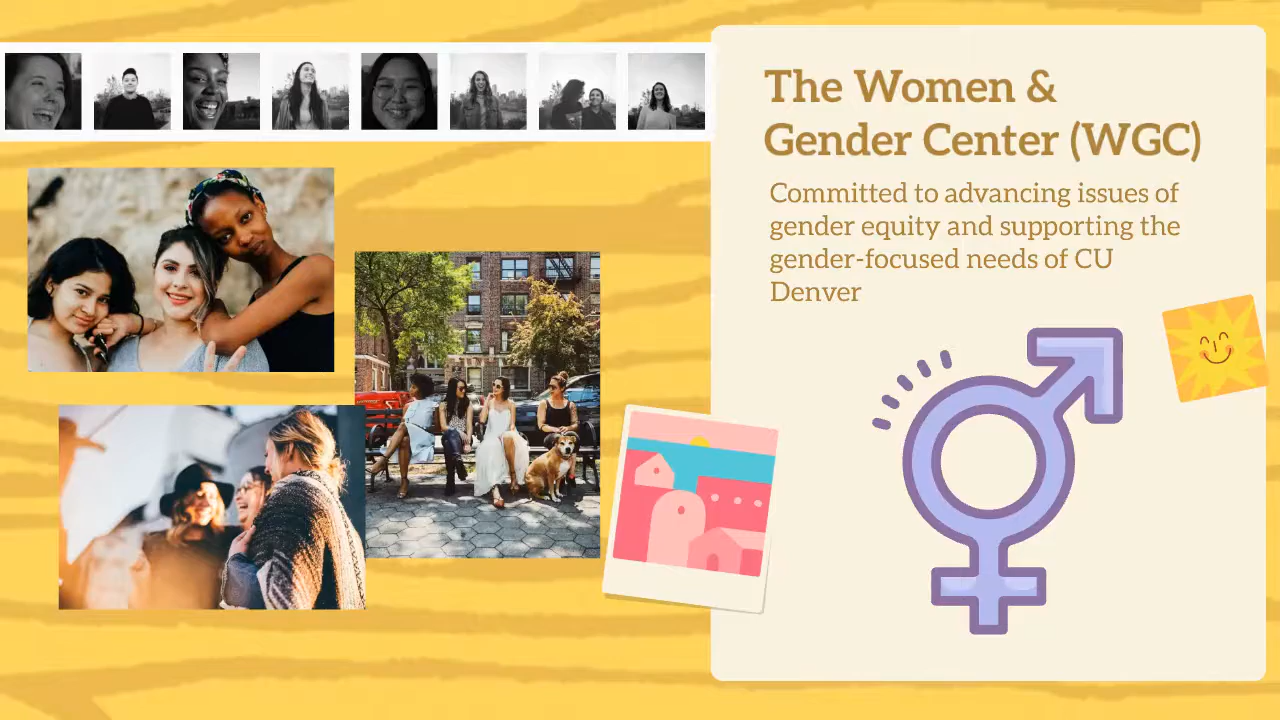 The Women &
Gender Center (WGC)
Committed to advancing issues of
gender equity and supporting the
gender-focused needs of CU
Denver